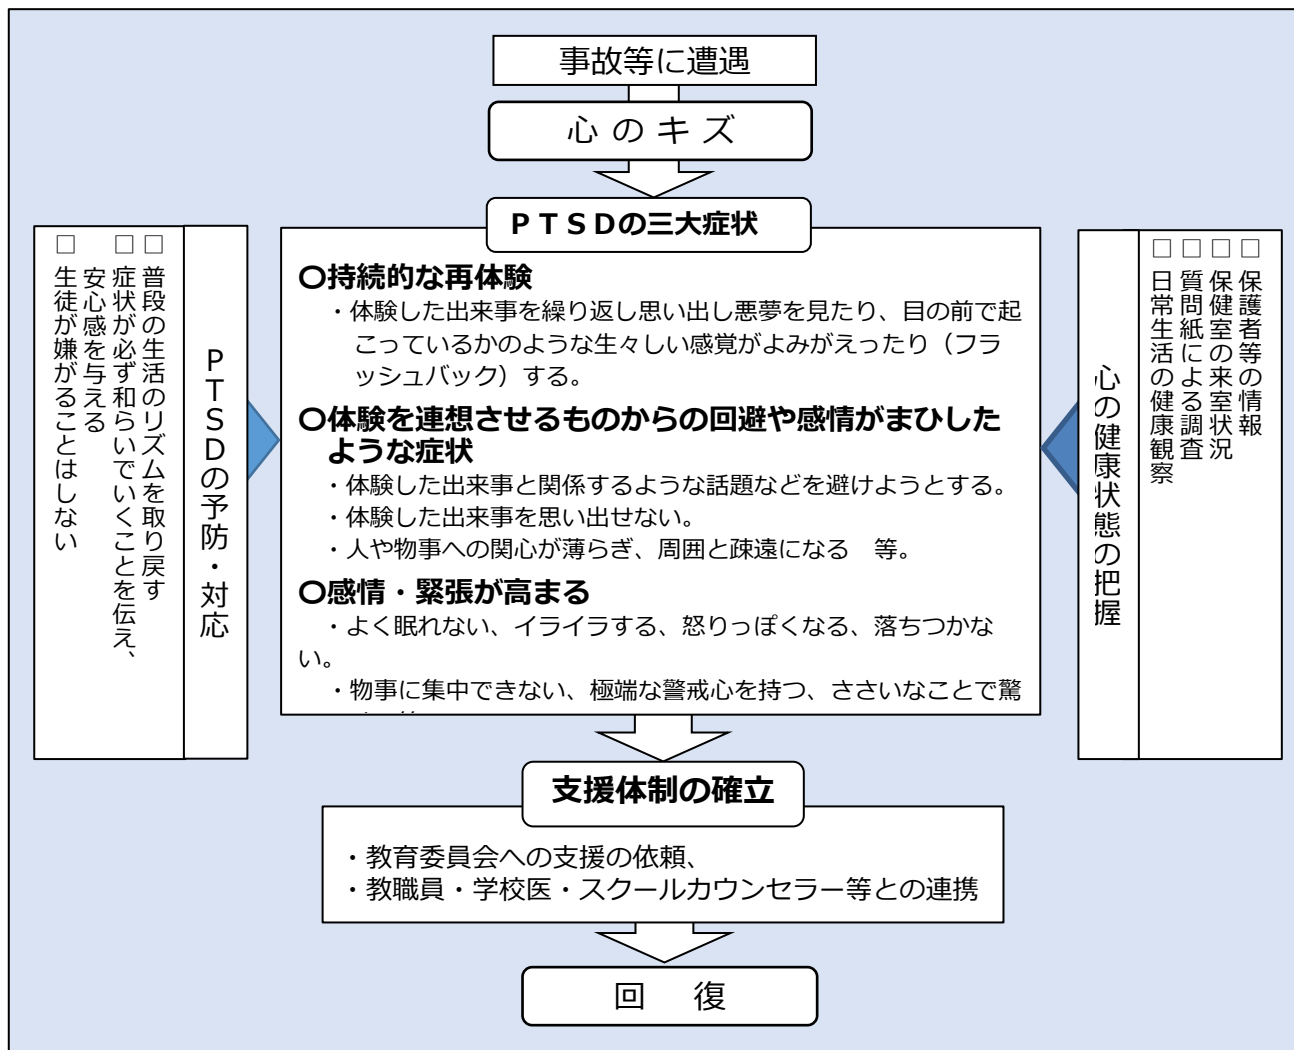 事故等に遭遇
心のキズ
ＰＴＳＤの三大症状
〇持続的な再体験
・体験した出来事を繰り返し思い出し悪夢を見たり、目の前で起
こっているかのような生々しい感覚がよみがえったり（フラ
ッシュバック）する。
〇体験を連想させるものからの回避や感情がまひした
ような症状
・体験した出来事と関係するような話題などを避けようとする。
・体験した出来事を思い出せない。
・人や物事への関心が薄らぎ、周囲と疎遠になる　等。
〇感情・緊張が高まる
・よく眠れない、イライラする、怒りっぽくなる、落ちつかな
い。
・物事に集中できない、極端な警戒心を持つ、ささいなことで驚
心の健康状態の把握
□ 保護者等の情報
□ 保健室の来室状況
□ 質問紙による調査
□ 日常生活の健康観察
ＰＴＳＤの予防・対応
□ 普段の生活のリズムを取り戻す
□ 症状が必ず和らいでいくことを伝え、
安心感を与える
□ 生徒が嫌がることはしない
支援体制の確立
・教育委員会への支援の依頼、
・教職員・学校医・スクールカウンセラー等との連携
回　復